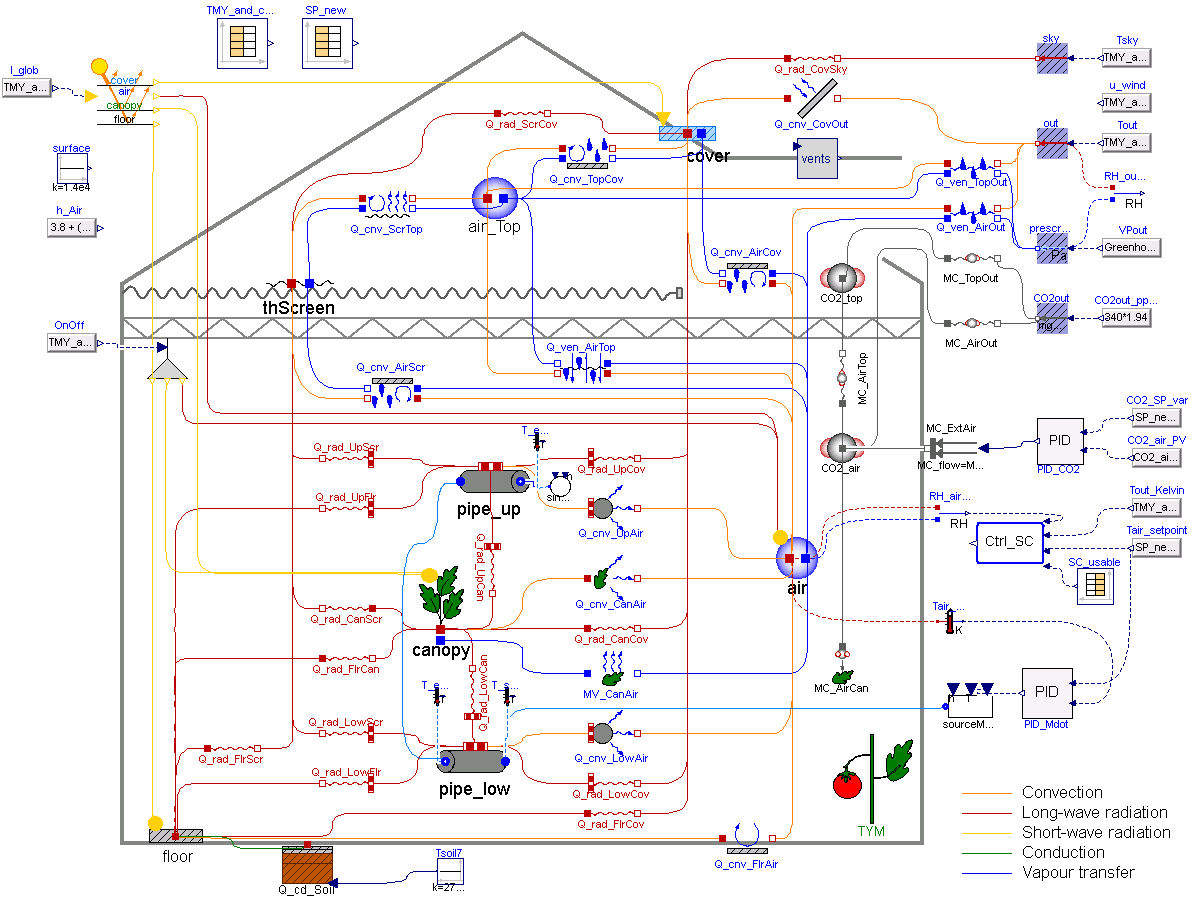 TMY_and_c...
SP_new
I_glob
TMY_a...
cover
air
canopy
floor
surface
k=1.4e4
h_Air
3.8 + (...
OnOff
TMY_a...
Q_rad_CovSky
Q_cnv_CovOut
Q_rad_ScrCov
cover
vents
Q_cnv_TopCov
Q_cnv_ScrTop
air_Top
Q_ven_TopOut
Q_ven_AirOut
Q_cnv_AirCov
sky
Tsky
TMY_a...
u_wind
TMY_a...
out
Tout
TMY_a...
RH_ou...
RH
prescr...
Pa
VPout
Greenho...
CO2_top
MC_TopOut
CO2out
mg...
CO2out_pp...
340*1.94
MC_AirOut
thScreen
Q_ven_AirTop
Q_cnv_AirScr
MC_AirTop
Q_rad_UpScr
T_e...
Q_rad_UpCov
sin...
pipe_up
Q_rad_UpFlr
Q_cnv_UpAir
Q_rad_UpCan
CO2_air
MC_ExtAir
MC_flow=M...
PID
PID_CO2
CO2_SP_var
SP_ne...
CO2_air_PV
CO2_ai...
RH_air...
RH
Ctrl_SC
Tout_Kelvin
TMY_a...
Tair_setpoint
SP_ne...
SC_usable
air
Q_cnv_CanAir
Q_rad_CanScr
Q_rad_CanCov
canopy
Tair_...
K
Q_rad_FlrCan
Q_rad_LowCan
MV_CanAir
MC_AirCan
T_e...
T_s...
sourceM...
PID
PID_Mdot
Q_rad_LowScr
Q_cnv_LowAir
Q_rad_FlrScr
Q_rad_LowFlr
pipe_low
Q_rad_LowCov
Q_rad_FlrCov
TYM
floor
Q_cd_Soil
Tsoil7
k=27...
Q_cnv_FlrAir
Convection
Long-wave radiation
Short-wave radiation
Conduction
Vapour transfer